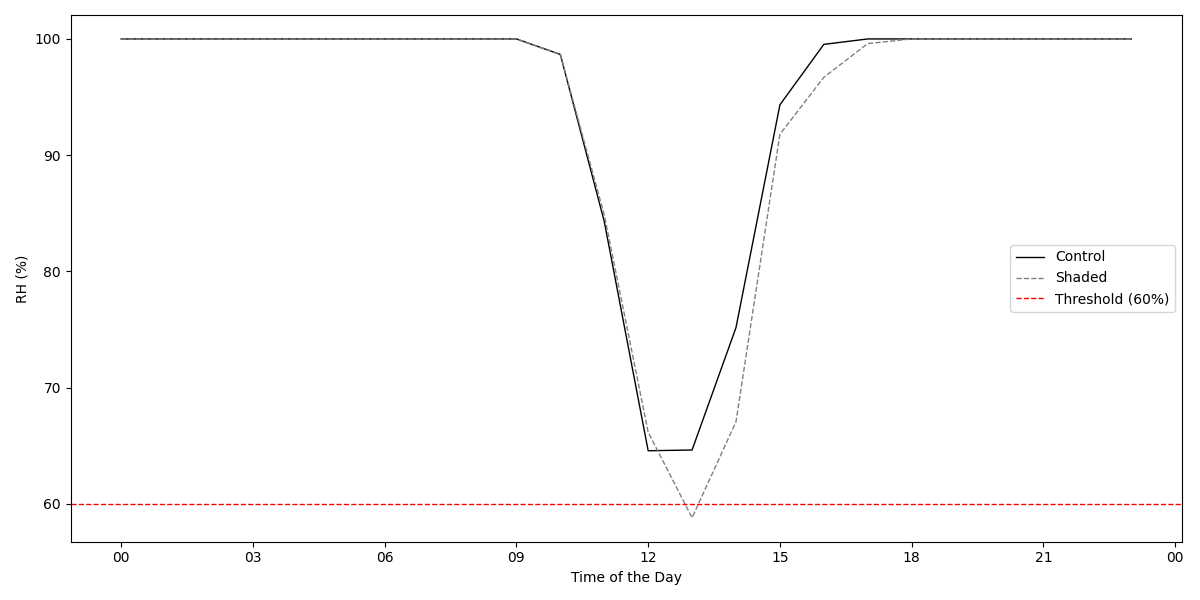 100
90
80
70
60
RH (%)
Control
Shaded
Threshold (60%)
00 03 06 09 12 15 18 21 00
Time of the Day